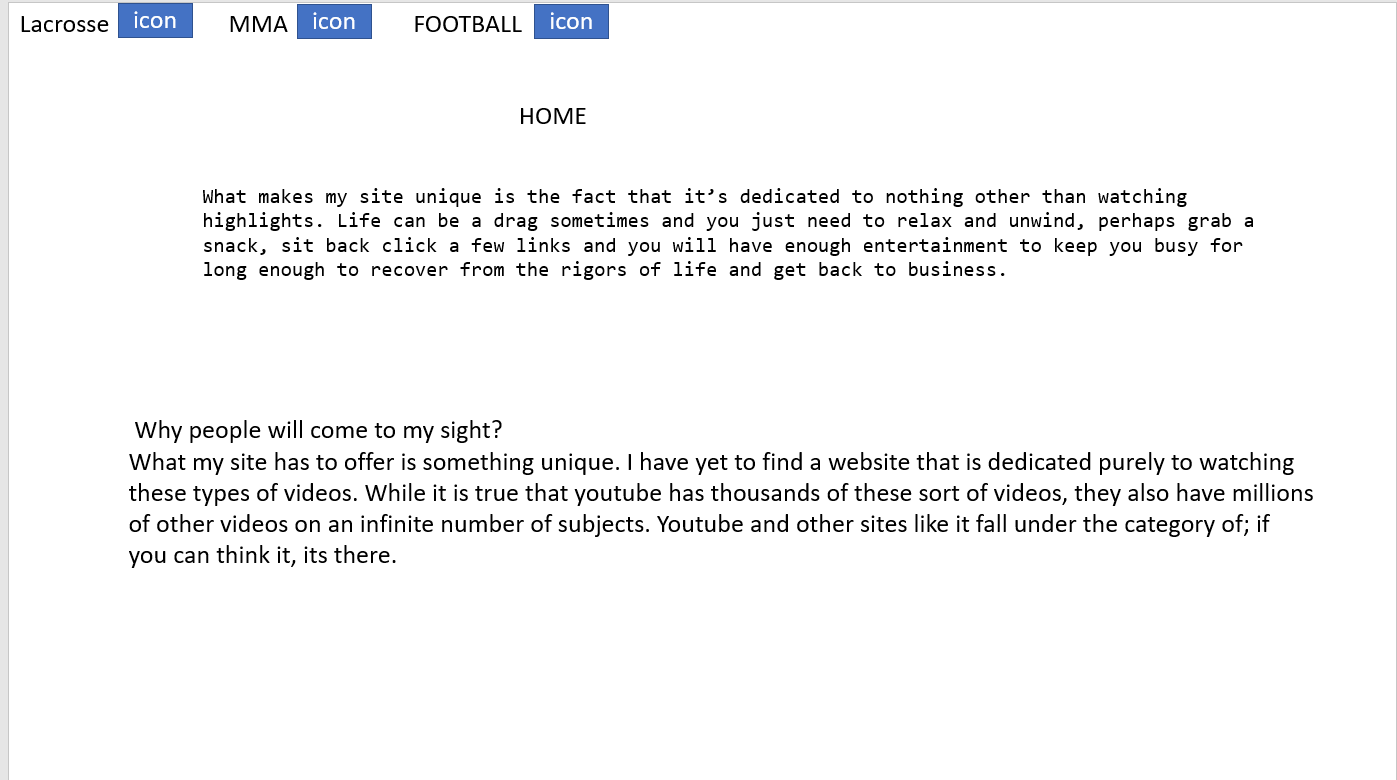 Lacrosse icon MMA icon FOOTBALL icon
HOME
What makes my site unique is the fact that it’s dedicated to nothing other than watching
highlights. Life can be a drag sometimes and you just need to relax and unwind, perhaps grab a
snack, sit back click a few links and you will have enough entertainment to keep you busy for
long enough to recover from the rigors of life and get back to business.
Why people will come to my sight?
What my site has to offer is something unique. I have yet to find a website that is dedicated purely to watching
these types of videos. While it is true that youtube has thousands of these sort of videos, they also have millions
of other videos on an infinite number of subjects. Youtube and other sites like it fall under the category of; if
you can think it, its there.